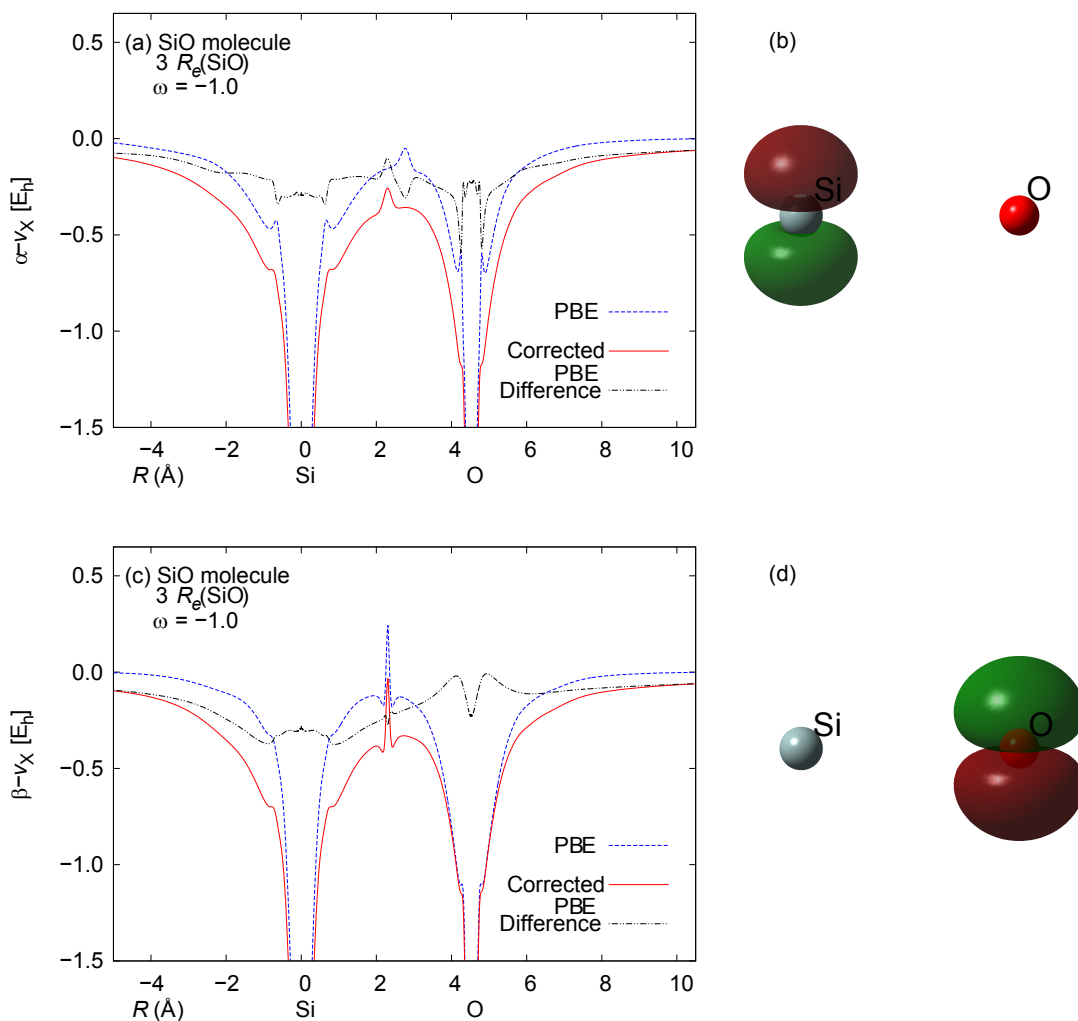 (a) SiO molecule
3 Re(SiO)
ω = −1.0
0.5
0.0
−0.5
−1.0
−1.5
α−vX [Eh]
PBE
Corrected
PBE
Difference
−4 −2 0 2 4 6 8 10
R (Å) Si O
(b)
Si O
(c) SiO molecule
3 Re(SiO)
ω = −1.0
0.5
0.0
−0.5
−1.0
−1.5
β−vX [Eh]
PBE
Corrected
PBE
Difference
−4 −2 0 2 4 6 8 10
R (Å) Si O
(d)
Si O